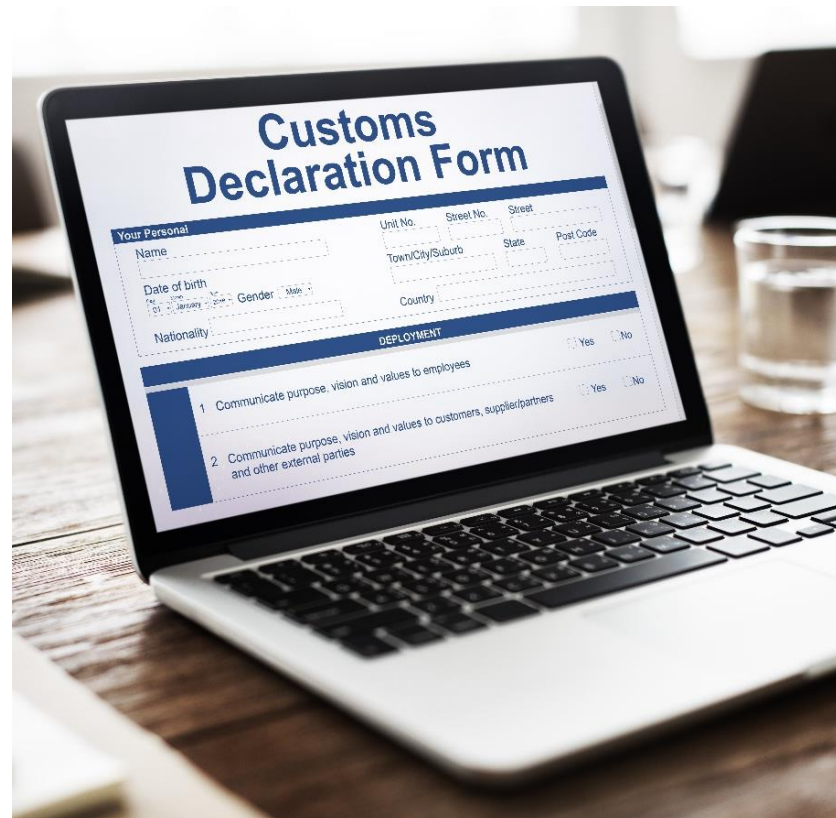 Customs
Declaration Form
Your Personal
Name
Unit No. Street No. Street
Town/City/Suburb State Post Code
Date of birth
01 January Gender Male
Nationality
Country
DEPLOYMENT
1 Communicate purpose, vision and values to employees Yes No
2 Communicate purpose, vision and values to customers, supplier/partners
and other external parties Yes No